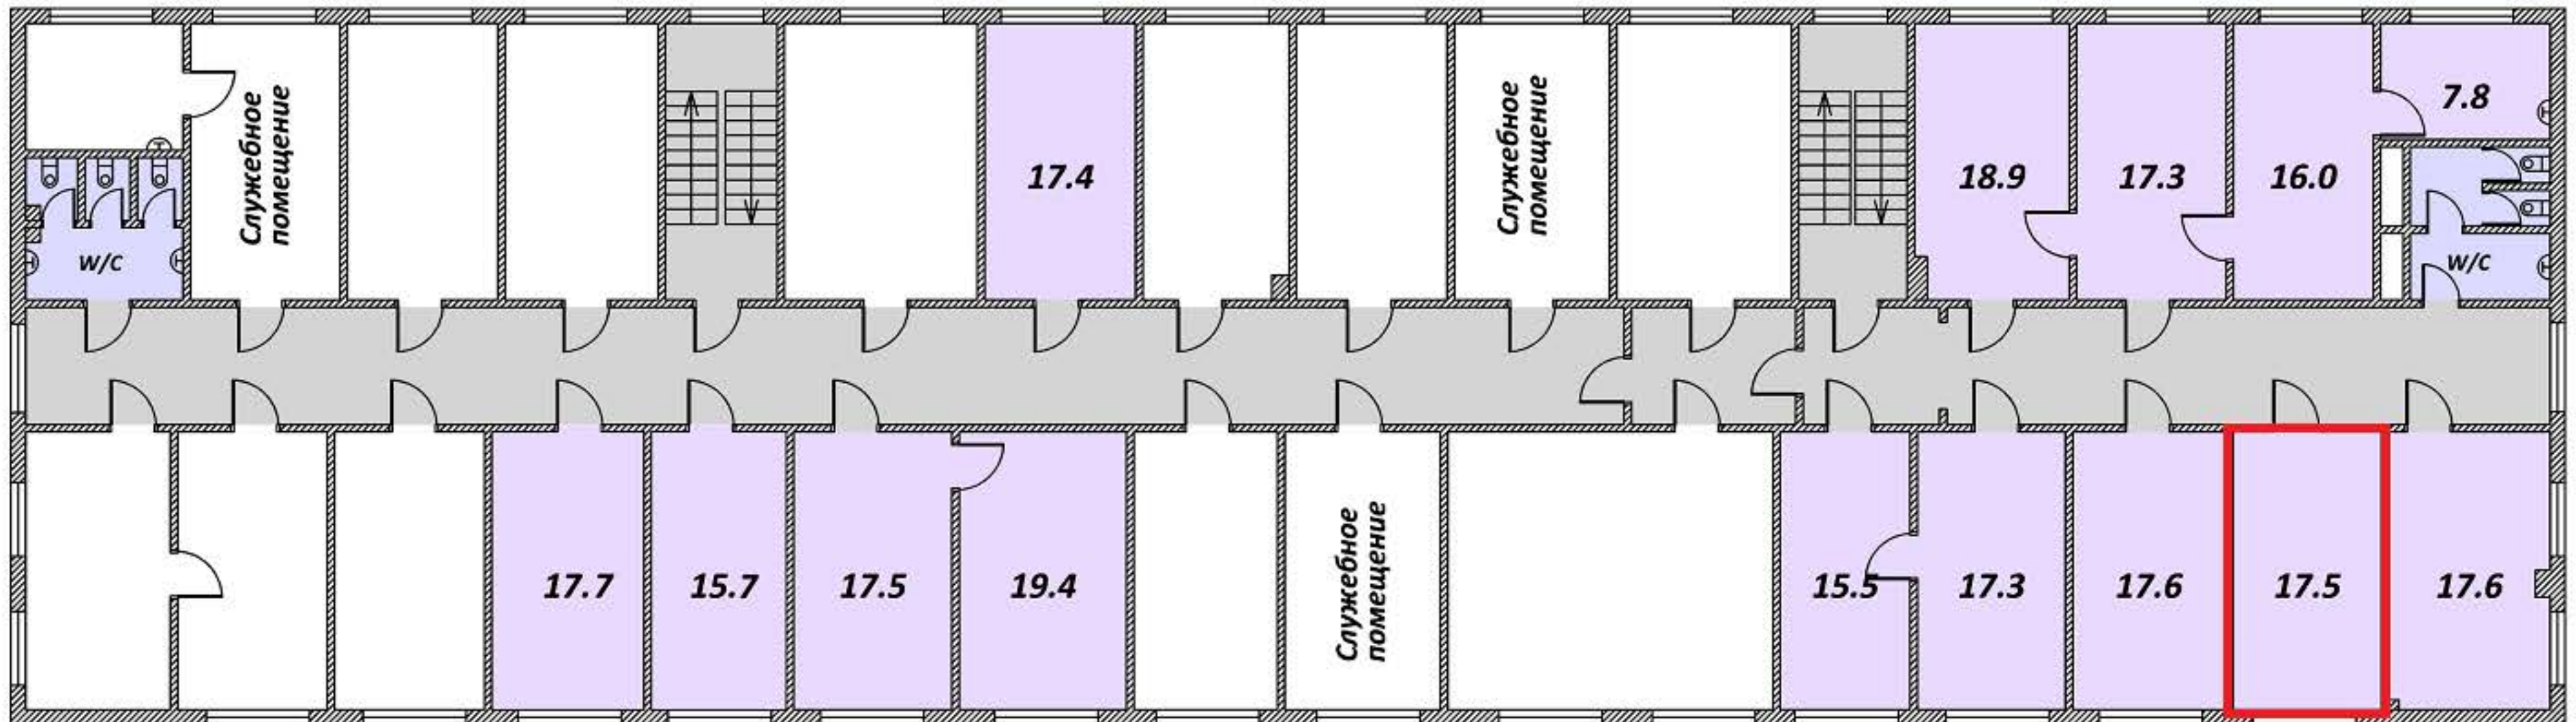 Служебное
помещение
W/C
17.4
Служебное
помещение
18.9
17.3
16.0
7.8
W/C
17.7
15.7
17.5
19.4
Служебное
помещение
15.5
17.3
17.6
17.5
17.6